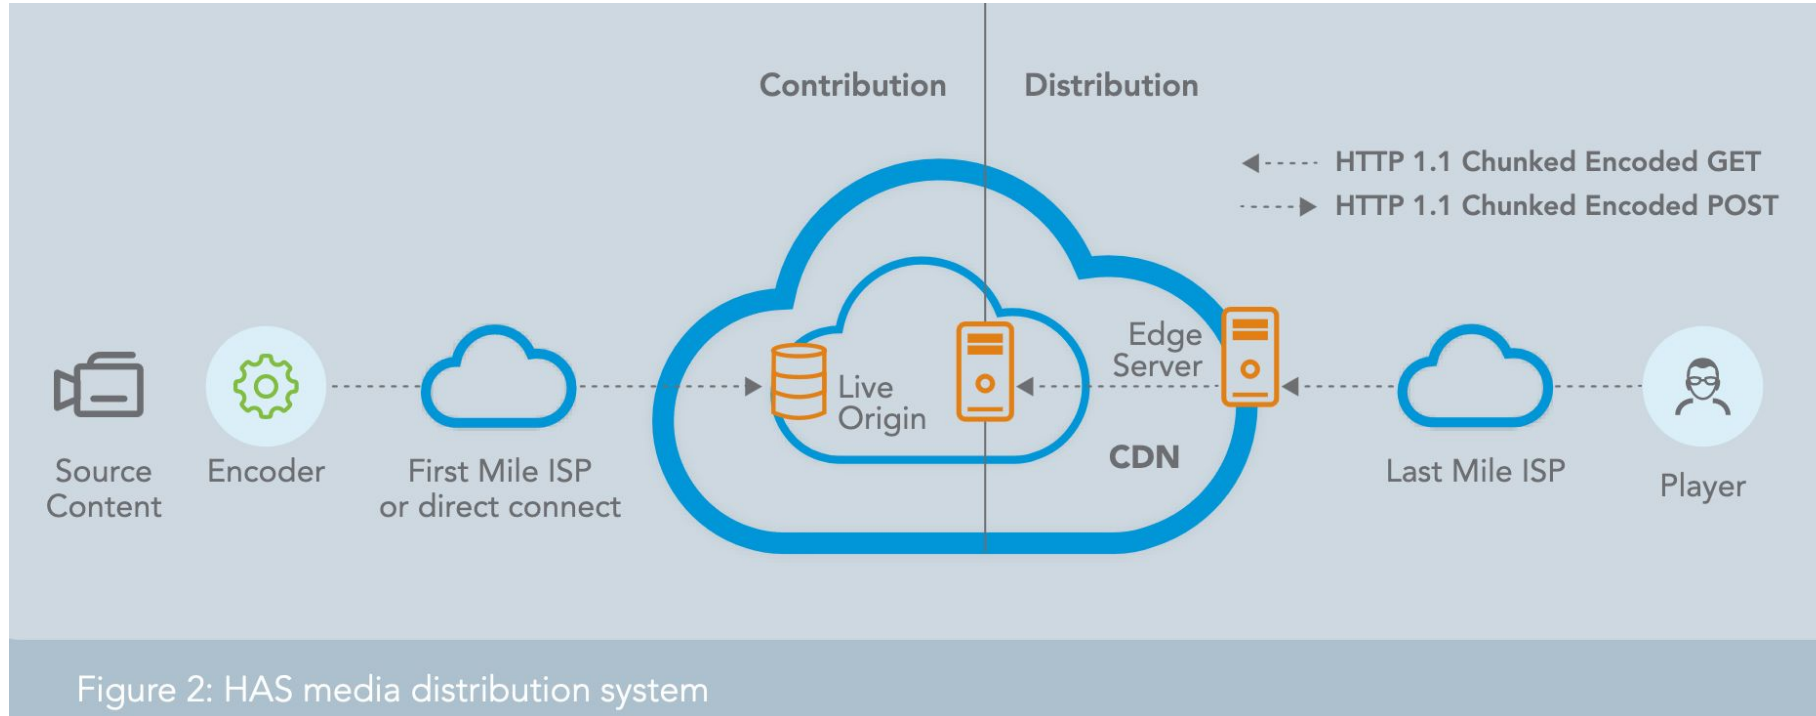 Contribution
Distribution
HTTP 1.1 Chunked Encoded GET
HTTP 1.1 Chunked Encoded POST
Source
Content
Encoder
First Mile ISP
or direct connect
Live
Origin
Edge
Server
CDN
Last Mile ISP
Player
Figure 2: HAS media distribution system